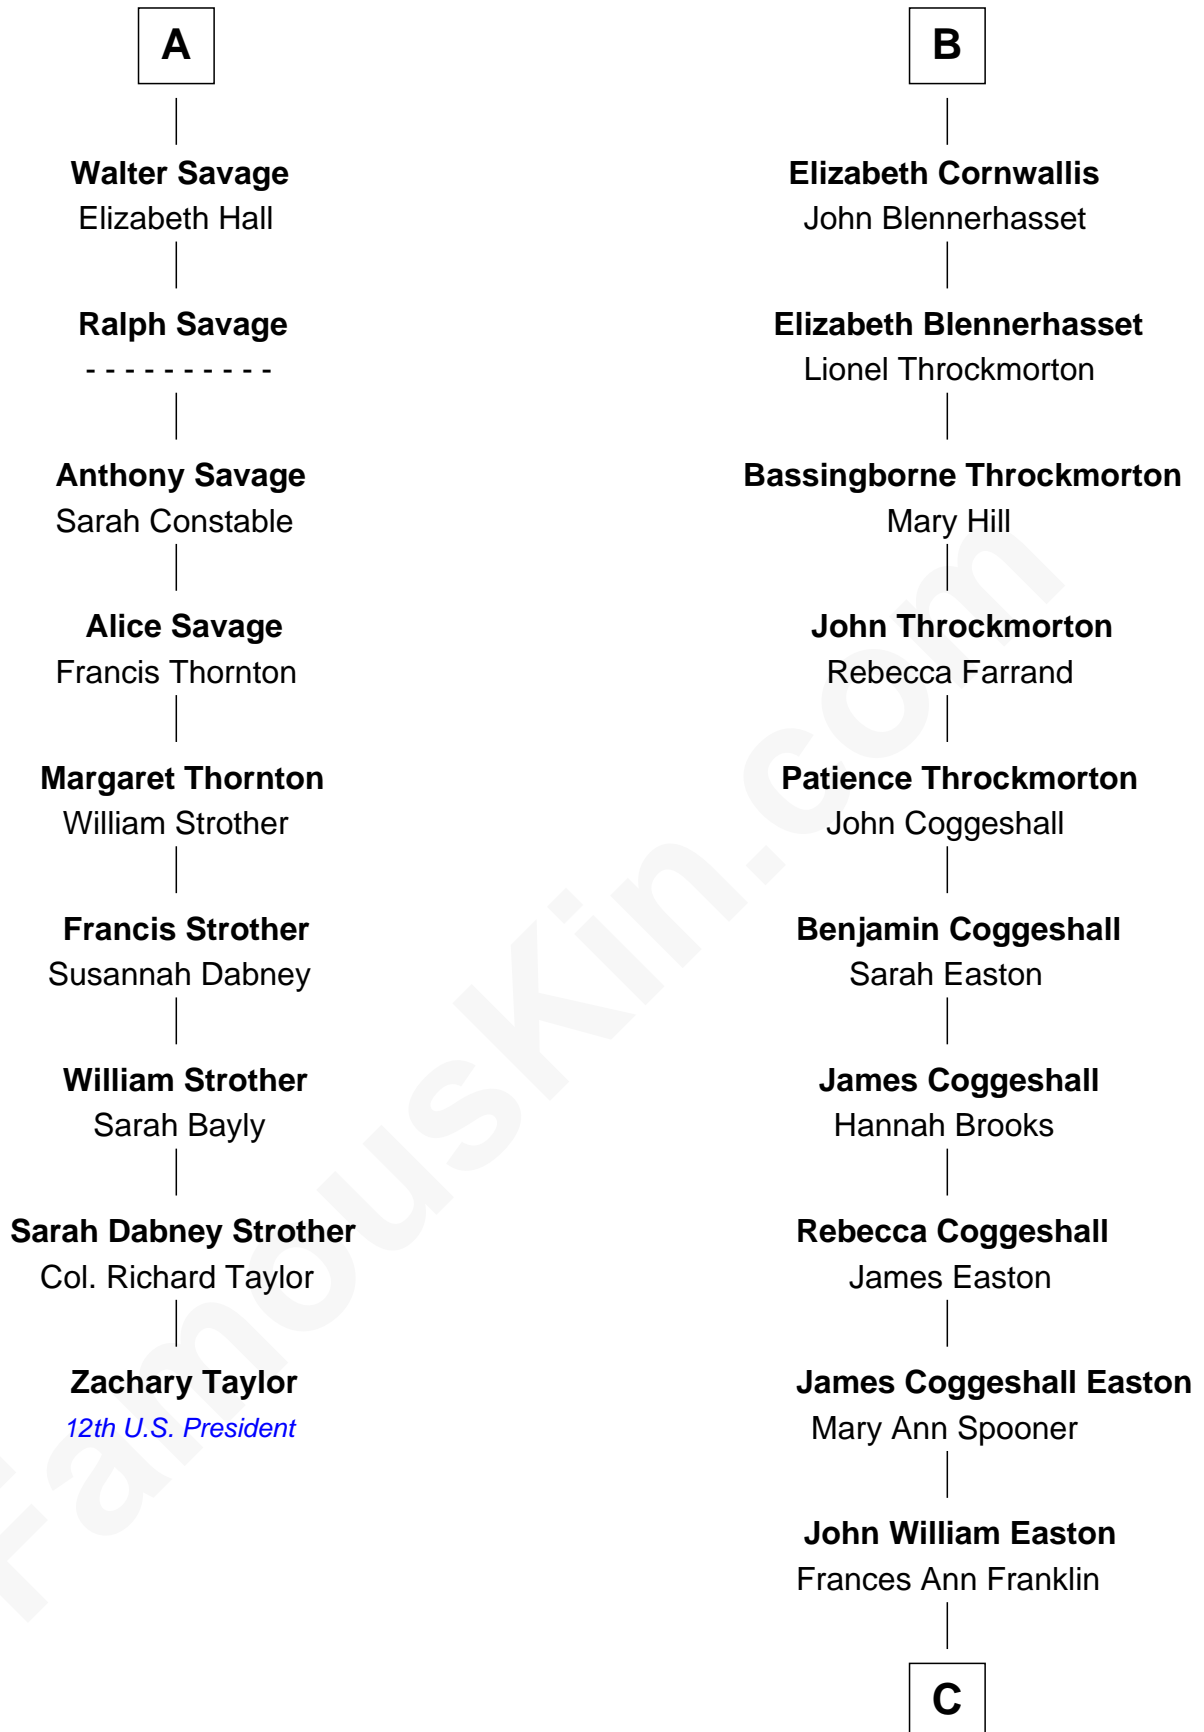 A
Walter Savage
Elizabeth Hall
Ralph Savage
- - - - - - - - - -
Anthony Savage
Sarah Constable
Alice Savage
Francis Thornton
Margaret Thornton
William Strother
Francis Strother
Susannah Dabney
William Strother
Sarah Bayly
Sarah Dabney Strother
Col. Richard Taylor
Zachary Taylor
12th U.S. President
B
Elizabeth Cornwallis
John Blennerhasset
Elizabeth Blennerhasset
Lionel Throckmorton
Bassingborne Throckmorton
Mary Hill
John Throckmorton
Rebecca Farrand
Patience Throckmorton
John Coggeshall
Benjamin Coggeshall
Sarah Easton
James Coggeshall
Hannah Brooks
Rebecca Coggeshall
James Easton
James Coggeshall Easton
Mary Ann Spooner
John William Easton
Frances Ann Franklin
C
FamousKin.com